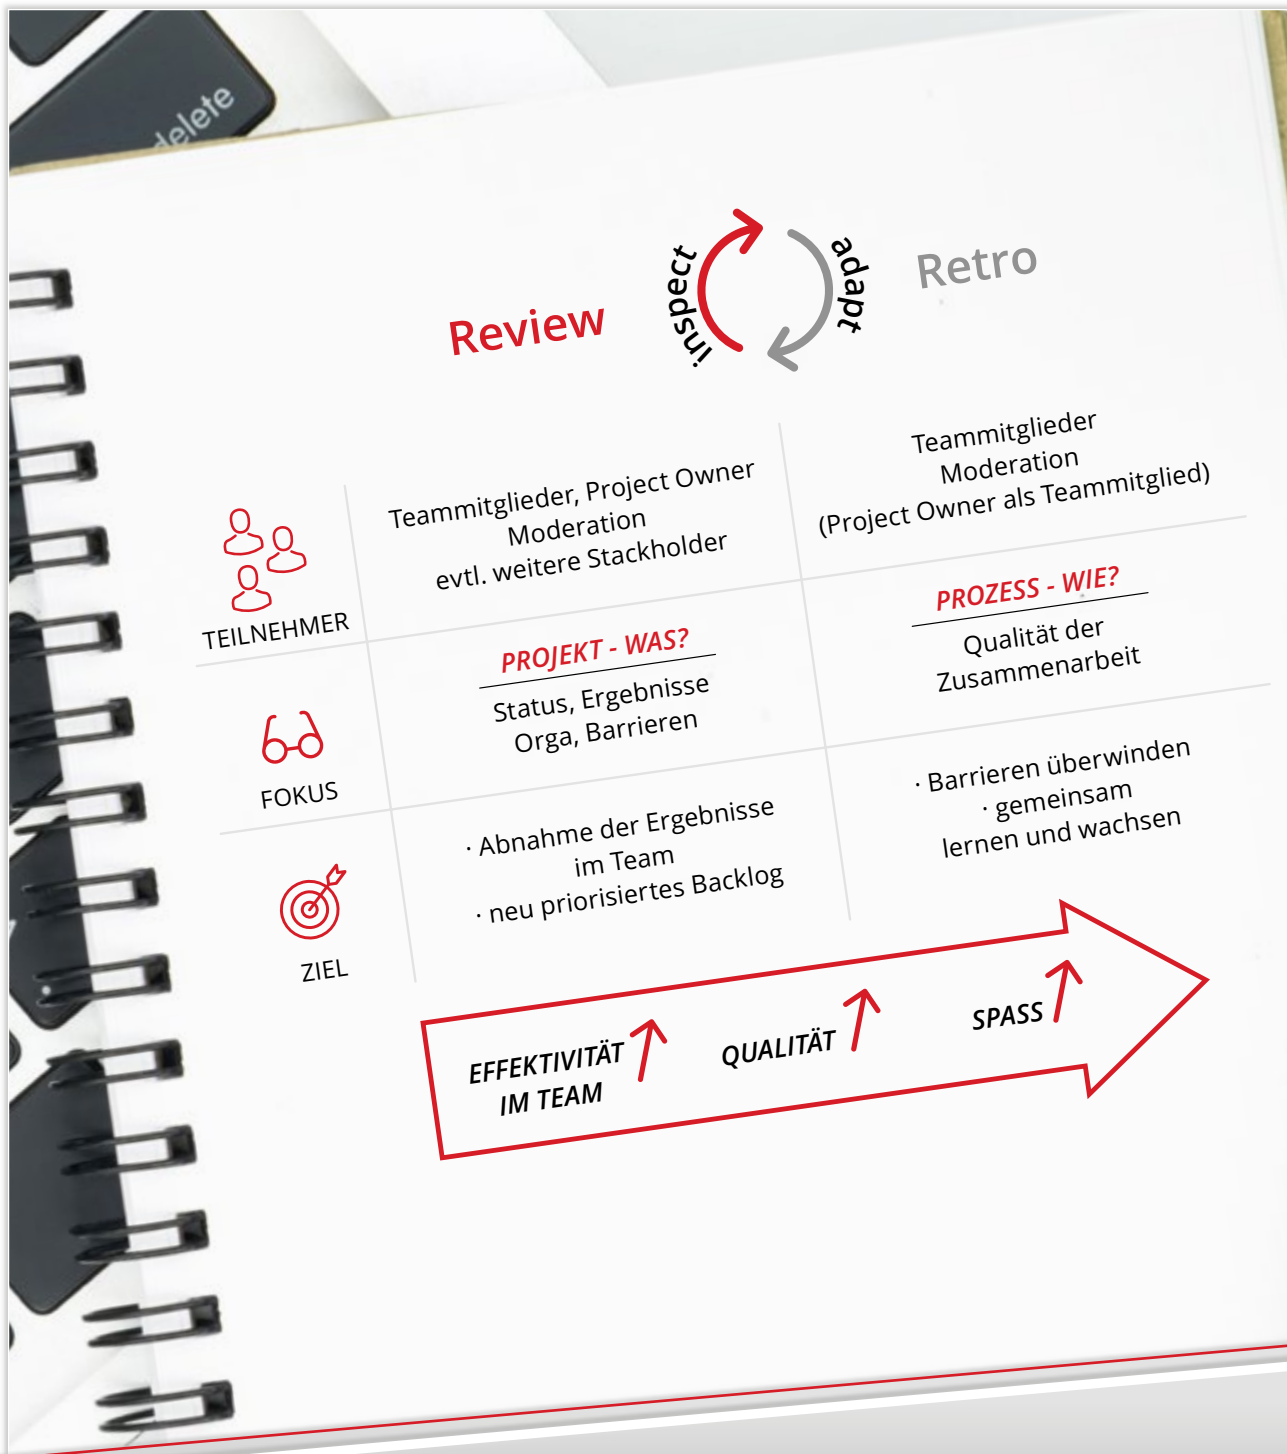 delete
Review
inspect
adapt
Retro
TEILNEHMER
Teammitglieder, Project Owner
Moderation
evtl. weitere Stackholder
Teammitglieder
Moderation
(Project Owner als Teammitglied)
FOKUS
PROJEKT - WAS?
Status, Ergebnisse
Orga, Barrieren
PROZESS - WIE?
Qualität der
Zusammenarbeit
ZIEL
· Abnahme der Ergebnisse
im Team
· neu priorisiertes Backlog
· Barrieren überwinden
· gemeinsam
lernen und wachsen
EFFEKTIVITÄT
IM TEAM
QUALITÄT
SPASS